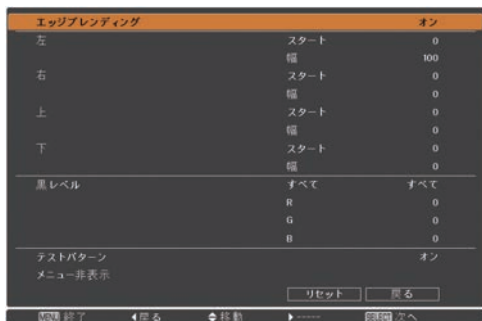 エッジブレンディング オン
左 スタート 0
幅 100
右 スタート 0
幅 0
上 スタート 0
幅 0
下 スタート 0
幅 0
黒レベル すべて すべて
R 0
G 0
B 0
テストパターン オン
メニュー非表示
リセット 戻る
MENU 終了 戻る 移動 ----- SELECT 次へ